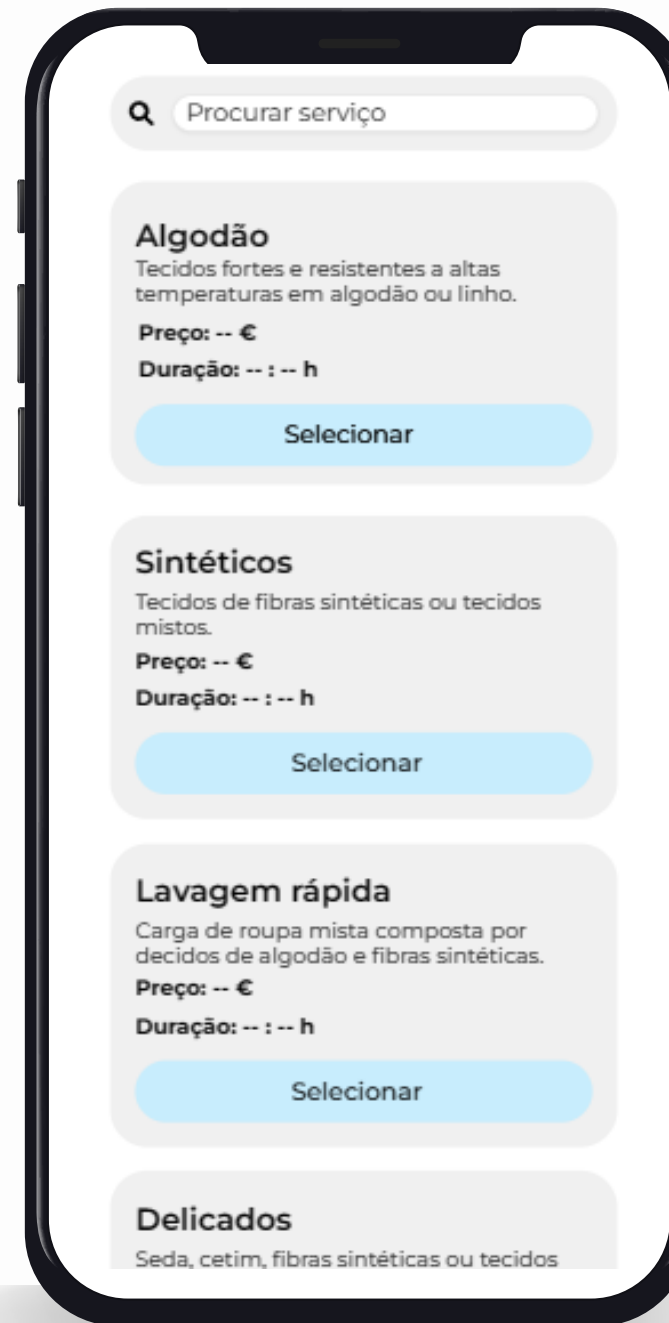 Procurar serviço
Algodão
Tecidos fortes e resistentes a altas
temperaturas em algodão ou linho.
Preço: -- €
Duração: -- : -- h
Selecionar
Sintéticos
Tecidos de fibras sintéticas ou tecidos
mistos.
Preço: -- €
Duração: -- : -- h
Selecionar
Lavagem rápida
Carga de roupa mista composta por
decidos de algodão e fibras sintéticas.
Preço: -- €
Duração: -- : -- h
Selecionar
Delicados
Seda, cetim, fibras sintéticas ou tecidos